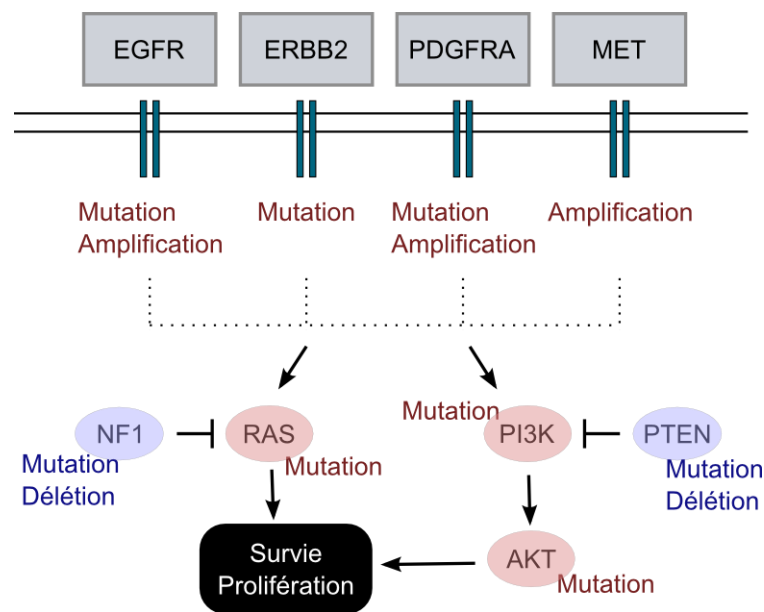 EGFR
ERBB2
PDGFRA
MET
Mutation
Amplification
Mutation
Mutation
Amplification
Amplification
NF1
Mutation
Délétion
RAS
Mutation
Mutation
PI3K
PTEN
Mutation
Délétion
Survie
Prolifération
AKT
Mutation